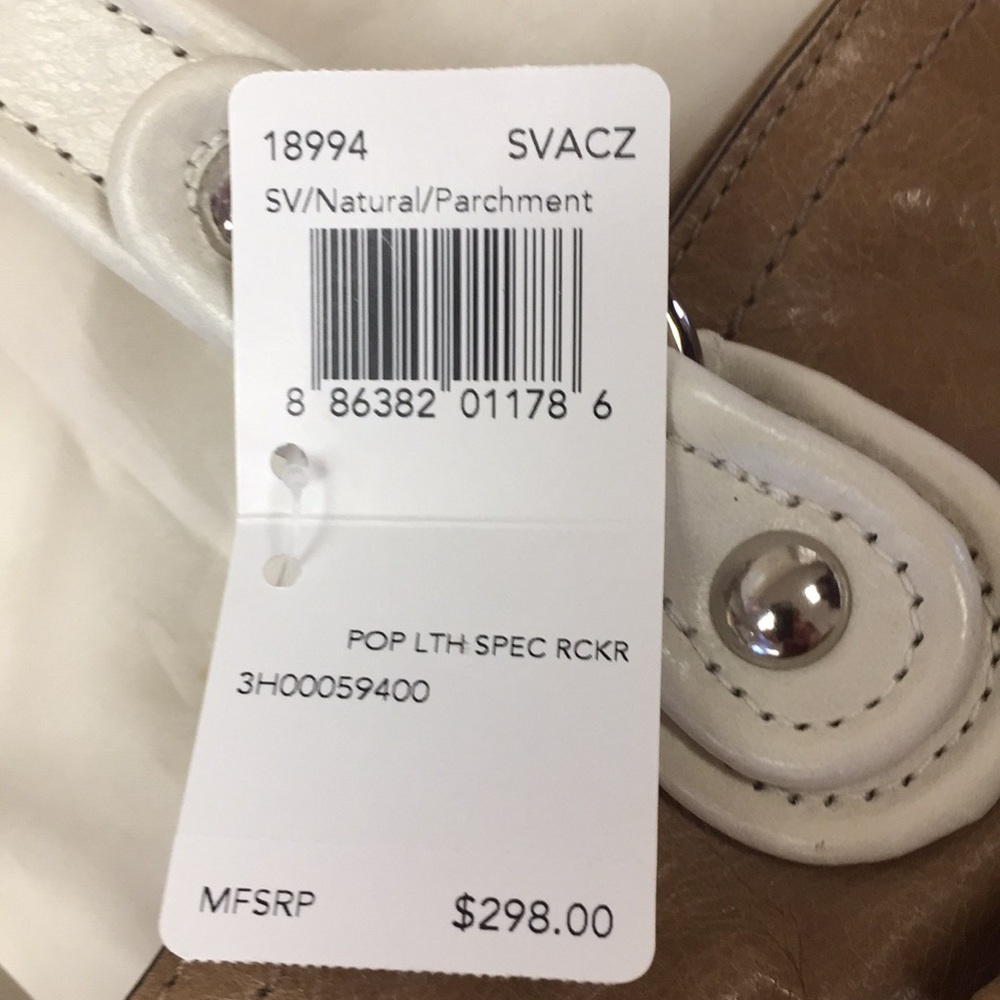 18994 SVACZ
SV/Natural/Parchment
8 86382 01178 6
POP LTH SPEC RCKR
3H00059400
MFSRP $298.00